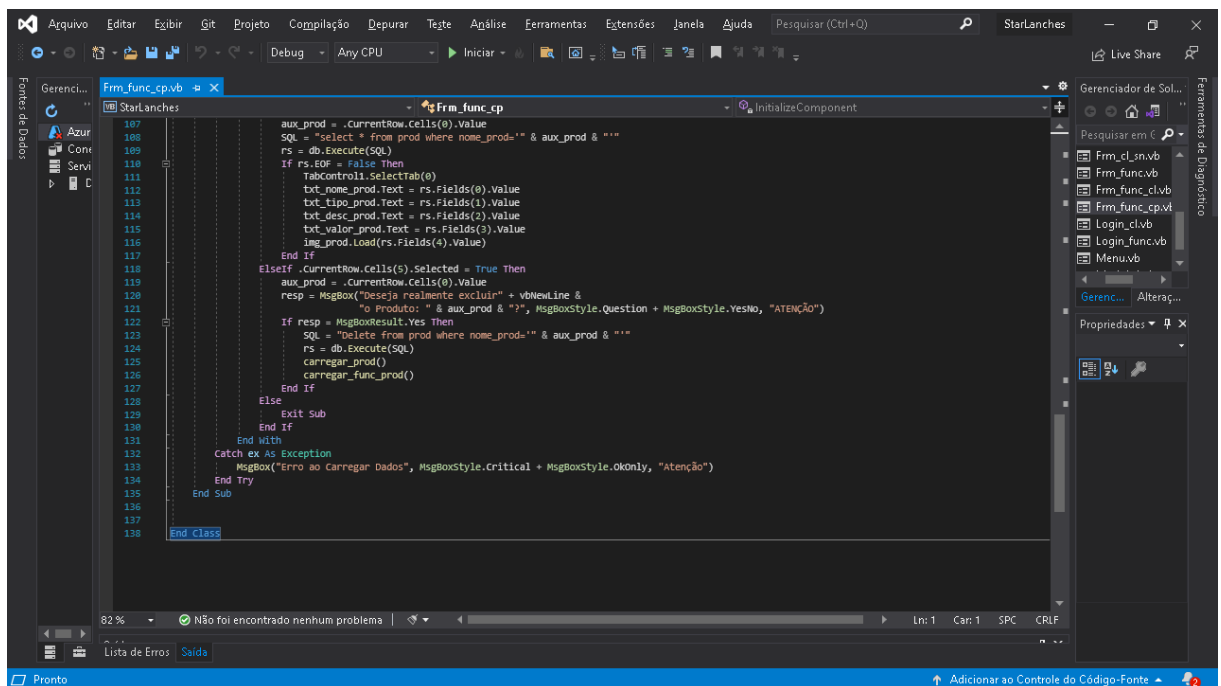 Arquivo Editar Exibir Git Projeto Compilação Depurar Teste Análise Ferramentas Extensões Janela Ajuda Pesquisar (Ctrl+Q) StarLanches
Debug Any CPU Iniciar Live Share
Fontes de Dados
Gerenci...
Azur
Cone
Servi
D
Frm_func_cp.vb
StarLanches Frm_func_cp InitializeComponent
107 aux_prod = .CurrentRow.Cells(0).Value
108 SQL = "select * from prod where nome_prod='" & aux_prod & "'"
109 rs = db.Execute(SQL)
110 If rs.EOF = False Then
111 TabControl1.SelectTab(0)
112 txt_nome_prod.Text = rs.Fields(0).Value
113 txt_tipo_prod.Text = rs.Fields(1).Value
114 txt_desc_prod.Text = rs.Fields(2).Value
115 txt_valor_prod.Text = rs.Fields(3).Value
116 img_prod.Load(rs.Fields(4).Value)
117 End If
118 ElseIf .CurrentRow.Cells(5).Selected = True Then
119 aux_prod = .CurrentRow.Cells(0).Value
120 resp = MsgBox("Deseja realmente excluir" + vbNewLine &
121 "o Produto: " & aux_prod & "?", MsgBoxStyle.Question + MsgBoxStyle.YesNo, "ATENÇÃO")
122 If resp = MsgBoxResult.Yes Then
123 SQL = "Delete from prod where nome_prod='" & aux_prod & "'"
124 rs = db.Execute(SQL)
125 carregar_prod()
126 carregar_func_prod()
127 End If
128 Else
129 Exit Sub
130 End If
131 End With
132 Catch ex As Exception
133 MsgBox("Erro ao Carregar Dados", MsgBoxStyle.Critical + MsgBoxStyle.OkOnly, "Atenção")
134 End Try
135 End Sub
136
137
138 End Class
82 % Não foi encontrado nenhum problema Ln: 1 Car: 1 SPC CRLF
Lista de Erros Saída
Gerenciador de Sol...
Pesquisar em
Frm_cl_sn.vb
Frm_func.vb
Frm_func_cl.vb
Frm_func_cp.vb
Login_cl.vb
Login_func.vb
Menu.vb
Gerenc... Alteraç...
Propriedades
Ferramentas de Diagnóstico
Pronto Adicionar ao Controle do Código-Fonte 2